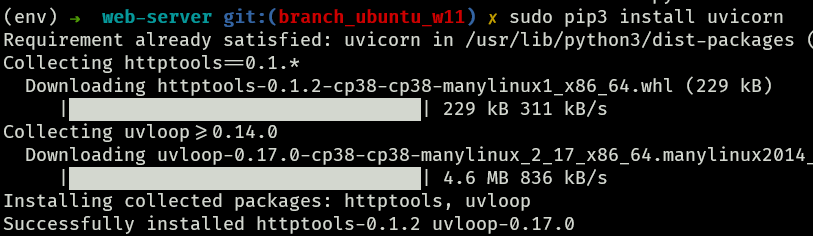 (env) ➜ web-server git:(branch_ubuntu_w11) ✗ sudo pip3 install uvicorn
Requirement already satisfied: uvicorn in /usr/lib/python3/dist-packages (
Collecting httptools==0.1.*
Downloading httptools-0.1.2-cp38-cp38-manylinux1_x86_64.whl (229 kB)
|████████████████████████████████| 229 kB 311 kB/s
Collecting uvloop>=0.14.0
Downloading uvloop-0.17.0-cp38-cp38-manylinux_2_17_x86_64.manylinux2014_
|████████████████████████████████| 4.6 MB 836 kB/s
Installing collected packages: httptools, uvloop
Successfully installed httptools-0.1.2 uvloop-0.17.0